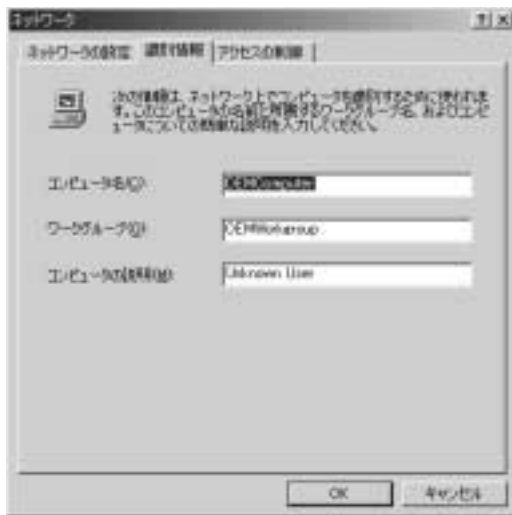 ネットワーク
ネットワークの設定 識別情報 アクセスの制御
次の情報は、ネットワーク上でコンピュータを識別するために使われま
す。このコンピュータの名前と所属するワークグループ名、およびコンピ
ュータについての簡単な説明を入力してください。
コンピュータ名(C):
OEMComputer
ワークグループ(G):
OEMWorkgroup
コンピュータの説明(M):
Unknown User
OK キャンセル